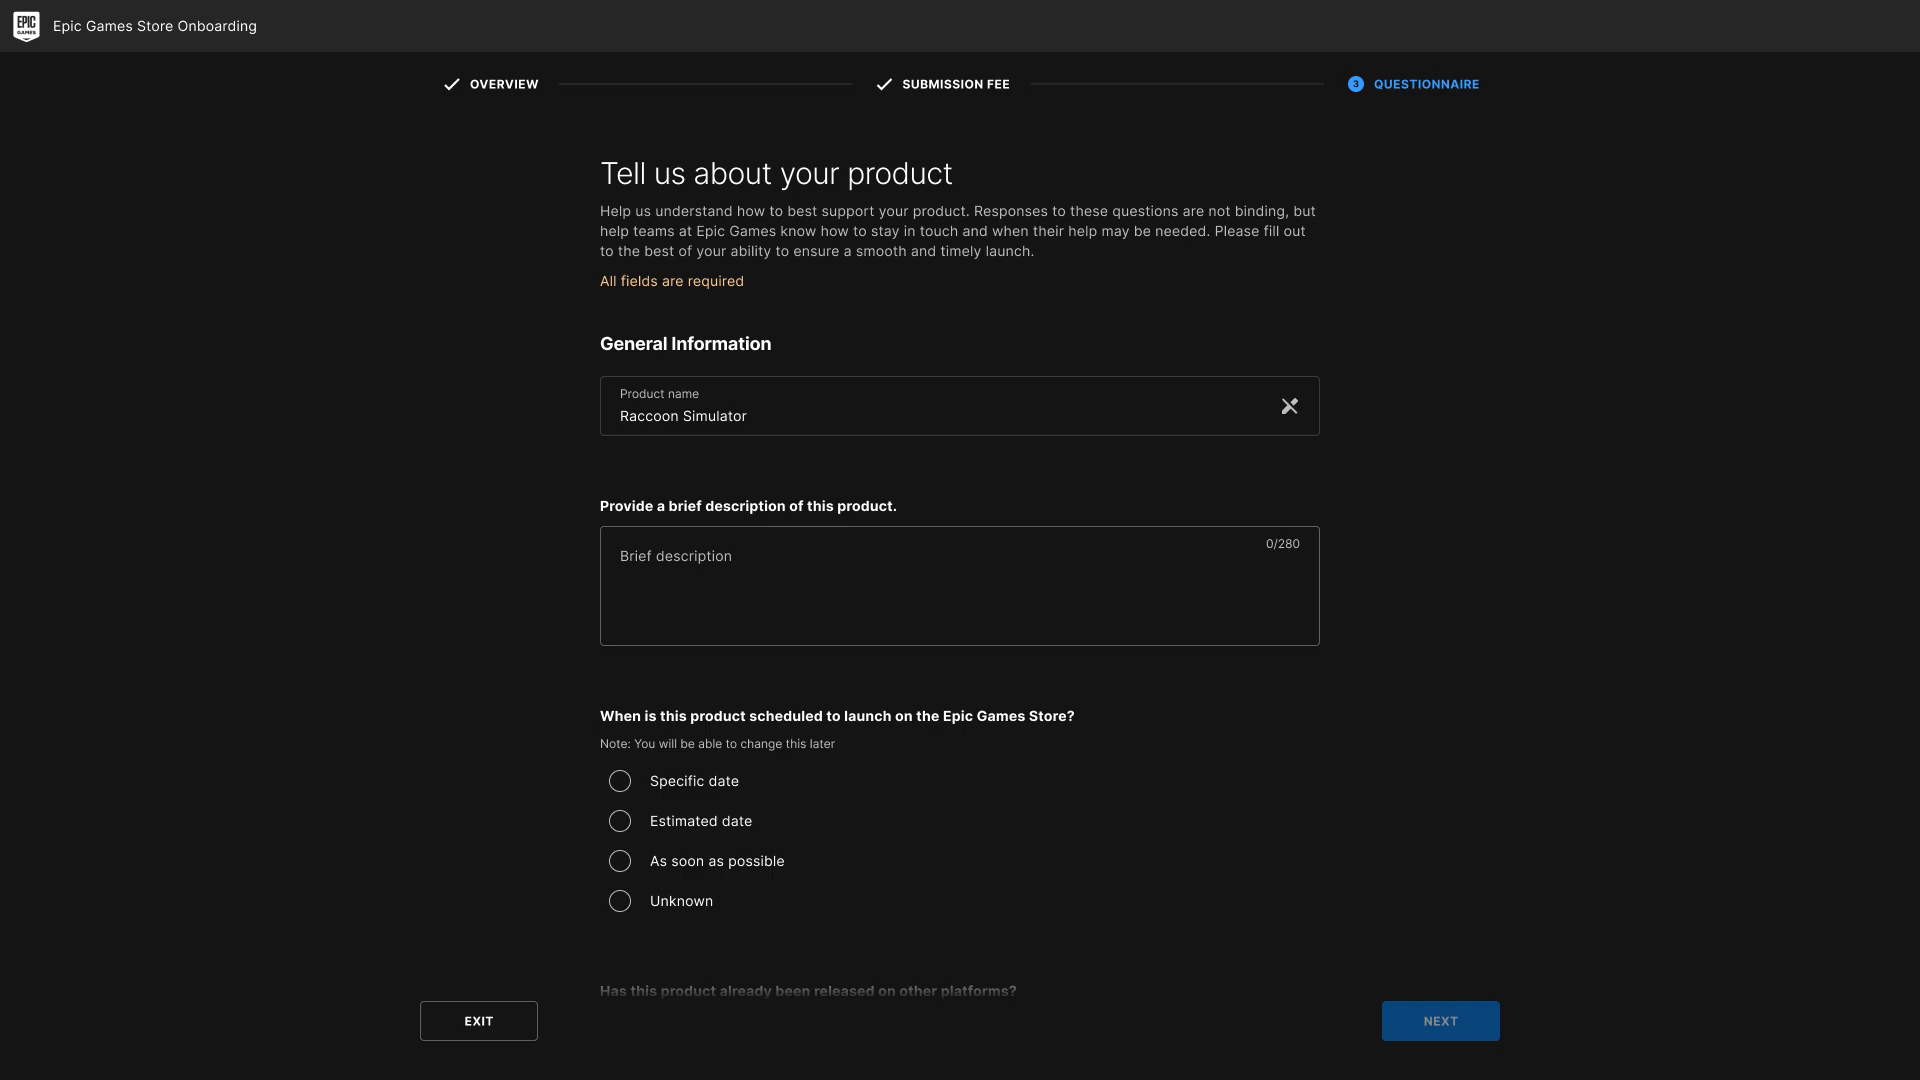 EPIC
GAMES
Epic Games Store Onboarding
OVERVIEW
SUBMISSION FEE
3
QUESTIONNAIRE
Tell us about your product
Help us understand how to best support your product. Responses to these questions are not binding, but
help teams at Epic Games know how to stay in touch and when their help may be needed. Please fill out
to the best of your ability to ensure a smooth and timely launch.
All fields are required
General Information
Product name
Raccoon Simulator
Provide a brief description of this product.
0/280
Brief description
When is this product scheduled to launch on the Epic Games Store?
Note: You will be able to change this later
Specific date
Estimated date
As soon as possible
Unknown
Has this product already been released on other platforms?
EXIT
NEXT